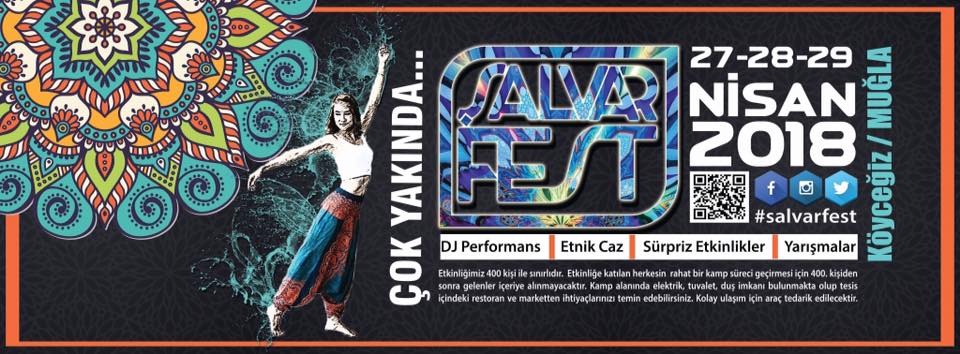 ÇOK YAKINDA...
ŞALVAR
FEST
27-28-29
NİSAN
2018
#salvarfest
Köyceğiz / MUĞLA
DJ Performans | Etnik Caz | Sürpriz Etkinlikler | Yarışmalar
Etkinliğimiz 400 kişi ile sınırlıdır. Etkinliğe katılan herkesin rahat bir kamp süreci geçirmesi için 400. kişiden
sonra gelenler içeriye alınmayacaktır. Kamp alanında elektrik, tuvalet, duş imkanı bulunmakta olup tesis
içindeki restoran ve marketten ihtiyaçlarınızı temin edebilirsiniz. Kolay ulaşım için araç tedarik edilecektir.